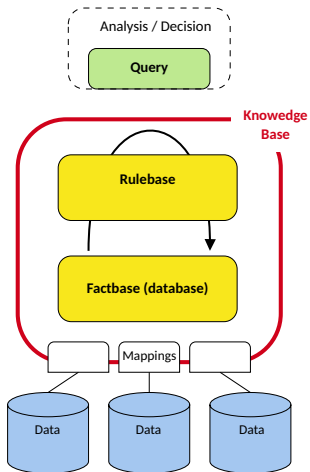 Analysis / Decision
Query
Knowedge
Base
Rulebase
Factbase (database)
Mappings
Data
Data
Data